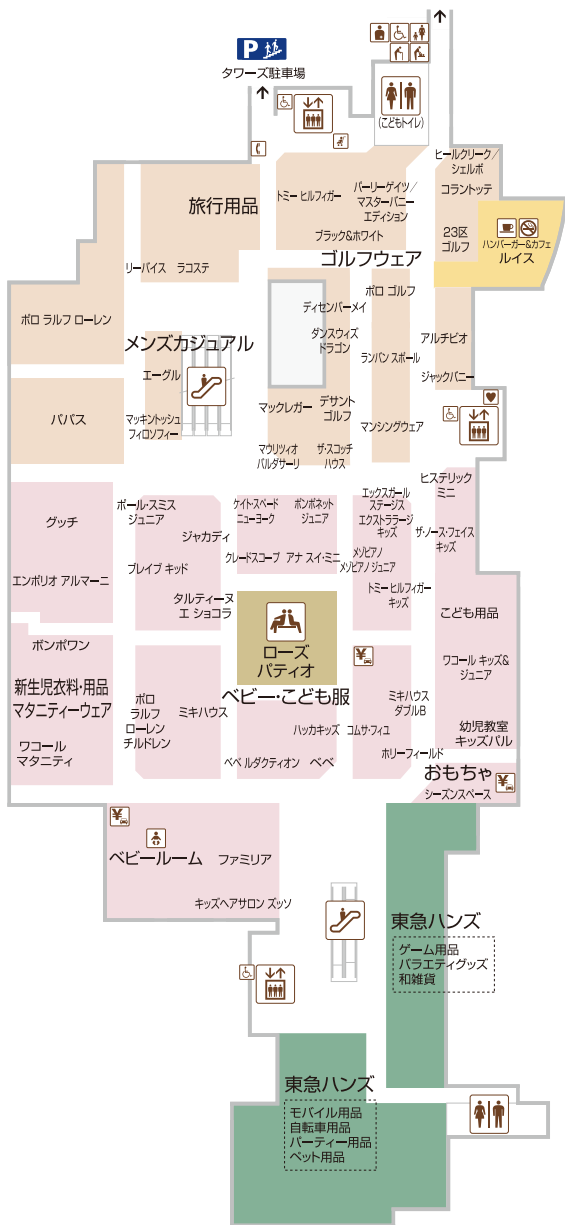 P
タワーズ駐車場
(こどもトイレ)
ヒールクリーク/
シェルボ
コラントッテ
トミー ヒルフィガー
パーリーゲイツ/
マスターバニー
エディション
旅行用品
ブラック&ホワイト
23区
ゴルフ
ハンバーガー&カフェ
ルイス
ゴルフウェア
リーバイス
ラコステ
ポロ ゴルフ
ディセンバーメイ
ポロ ラルフ ローレン
ダンスウィズ
ドラゴン
アルチビオ
メンズカジュアル
ランバン スポール
エーグル
ジャックバニー
マックレガー
デサント
ゴルフ
パパス
マッキントッシュ
フィロソフィー
マンシングウェア
マウリツィオ
バルダサーリ
ザ・スコッチ
ハウス
ヒステリック
ミニ
グッチ
ポール・スミス
ジュニア
ケイト・スペード
ニューヨーク
ポンポネット
ジュニア
エックスガール
ステージス
エクストララージ
キッズ
ジャカディ
ザ・ノース・フェイス
キッズ
エンポリオ アルマーニ
ブレイブ キッド
クレードスコープ
アナ スイ・ミニ
メゾピアノ
メゾピアノ ジュニア
トミー ヒルフィガー
キッズ
タルティーヌ
エ ショコラ
こども用品
ローズ
パティオ
ボンポワン
ワコール キッズ&
ジュニア
新生児衣料・用品
マタニティーウェア
ベビー・こども服
ポロ
ラルフ
ローレン
チルドレン
ミキハウス
ミキハウス
ダブルB
ハッカキッズ
コムサ・フィユ
幼児教室
キッズパル
ワコール
マタニティ
ベベ ルダクティオン
べべ
ホリーフィールド
おもちゃ
シーズンスペース
¥
¥
¥
ベビールーム
ファミリア
キッズヘアサロン ズッソ
東急ハンズ
ゲーム用品
バラエティグッズ
和雑貨
東急ハンズ
モバイル用品
自転車用品
パーティー用品
ペット用品